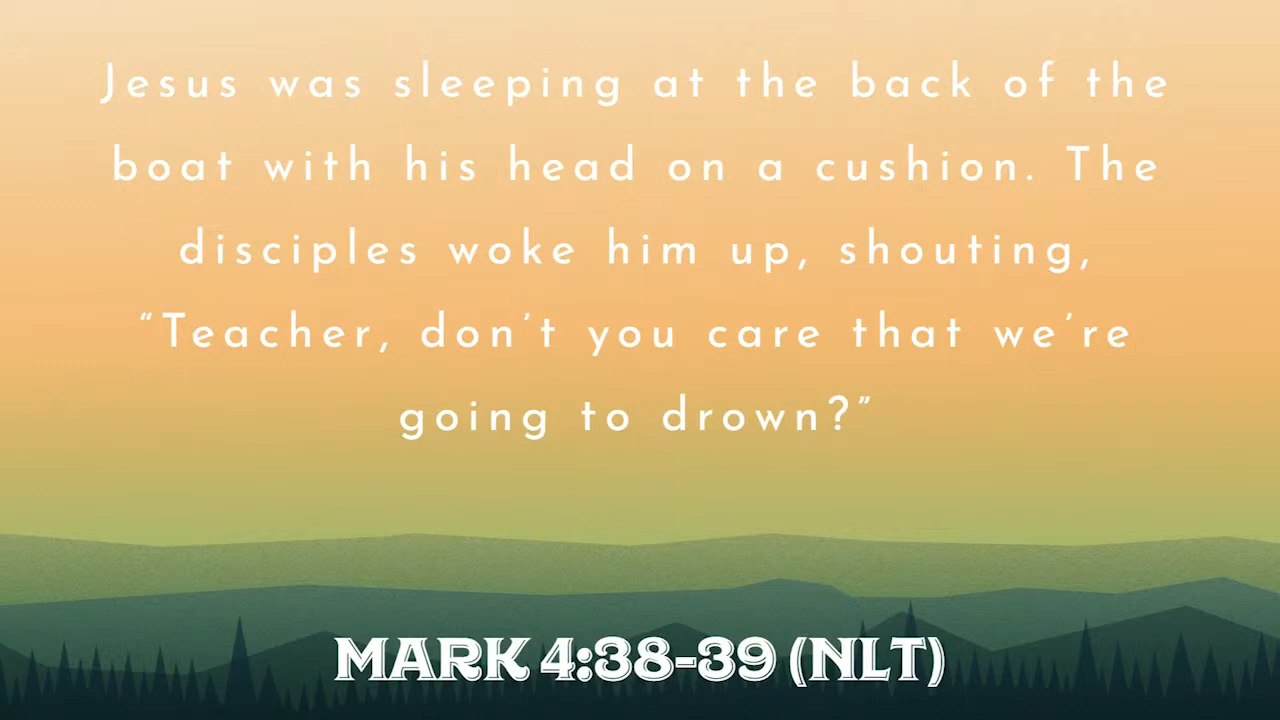 Jesus was sleeping at the back of the
boat with his head on a cushion. The
disciples woke him up, shouting,
“Teacher, don’t you care that we’re
going to drown?”
MARK 4:38-39 (NLT)